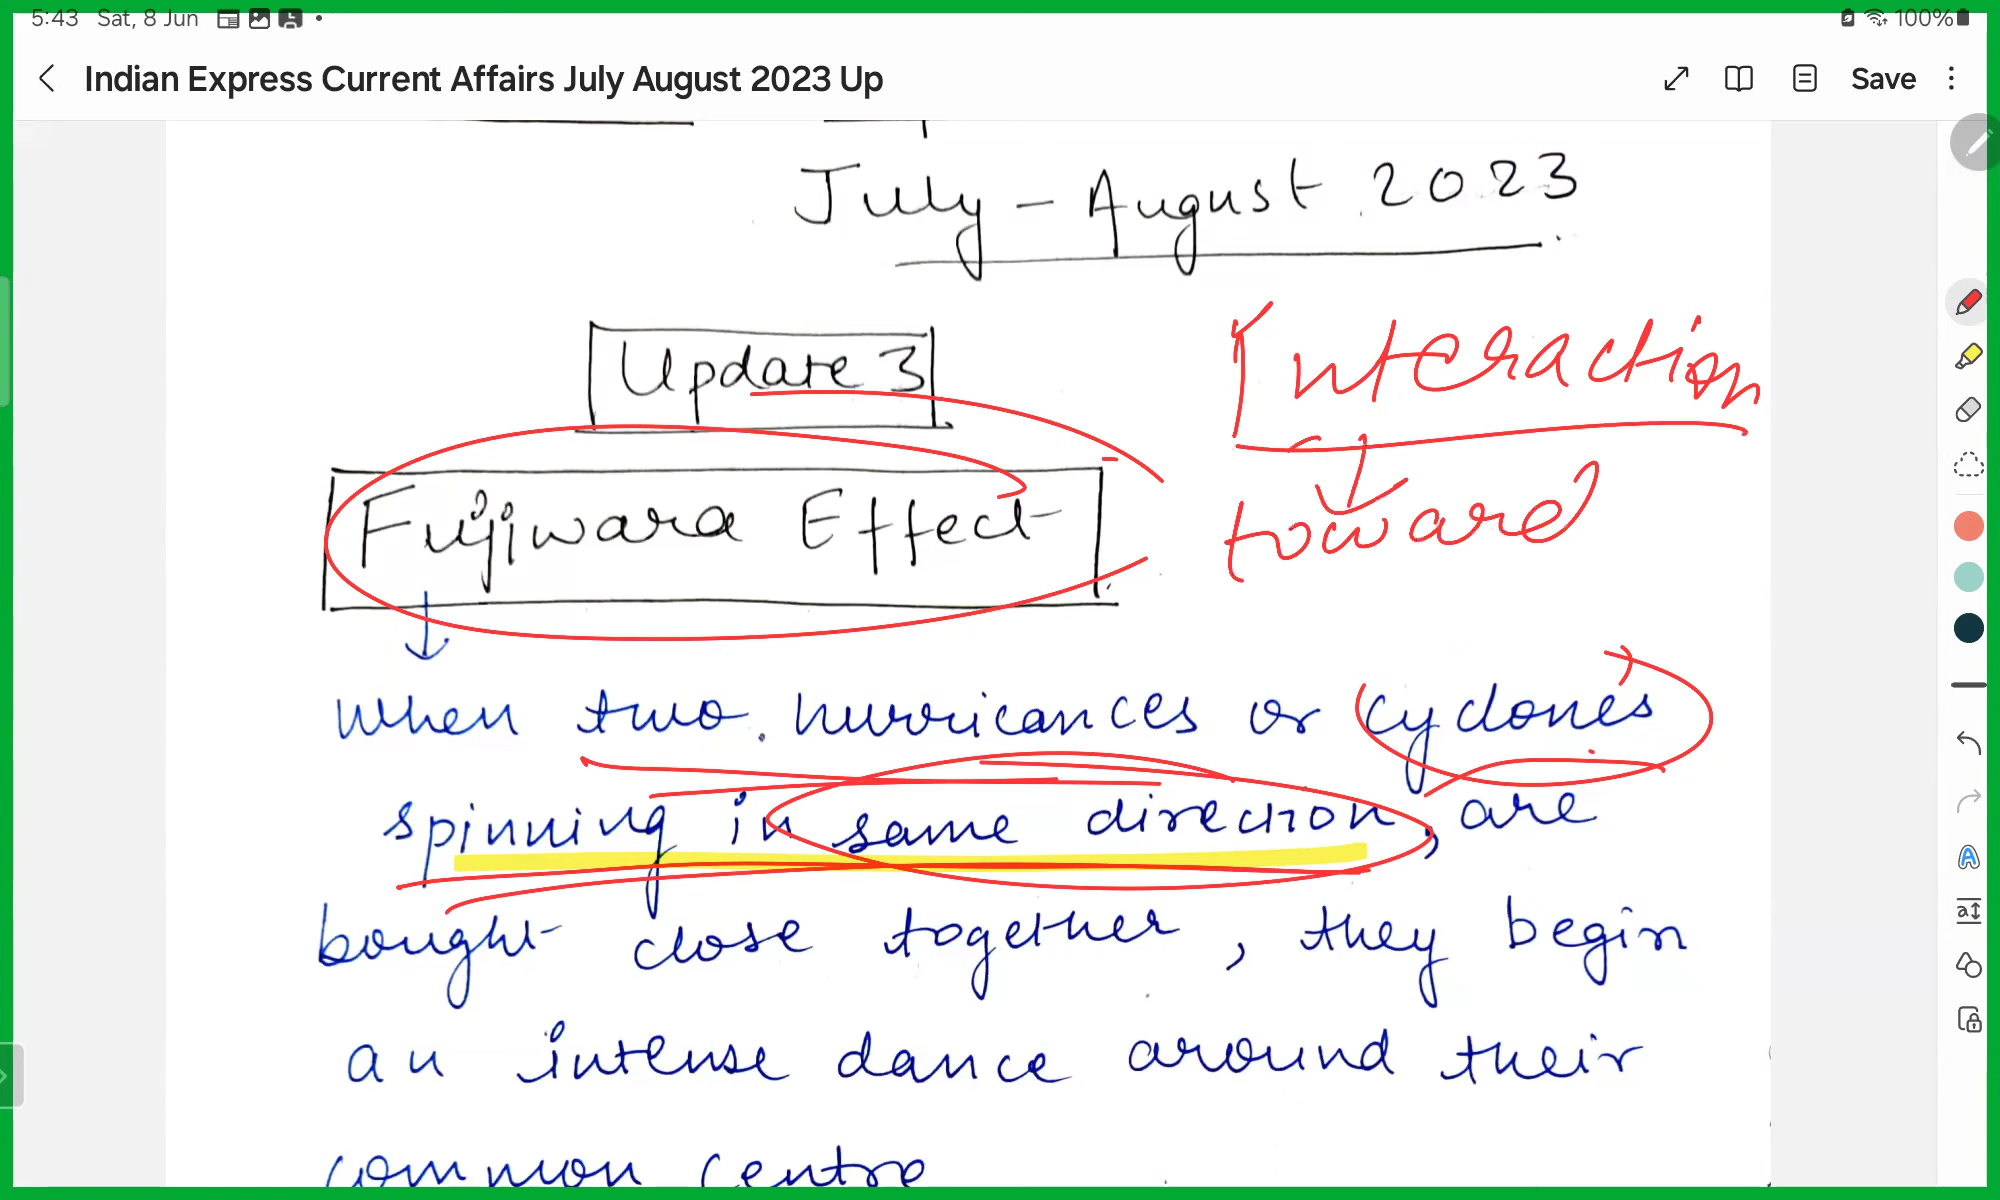 5:43 Sat, 8 Jun 100%
Indian Express Current Affairs July August 2023 Up
Save
July - August 2023
Update 3
Interaction
Fujiwara Effect
toward
when two hurricances or cyclones
spinning in same direction, are
bought close together, they begin
an intense dance around their
common centre